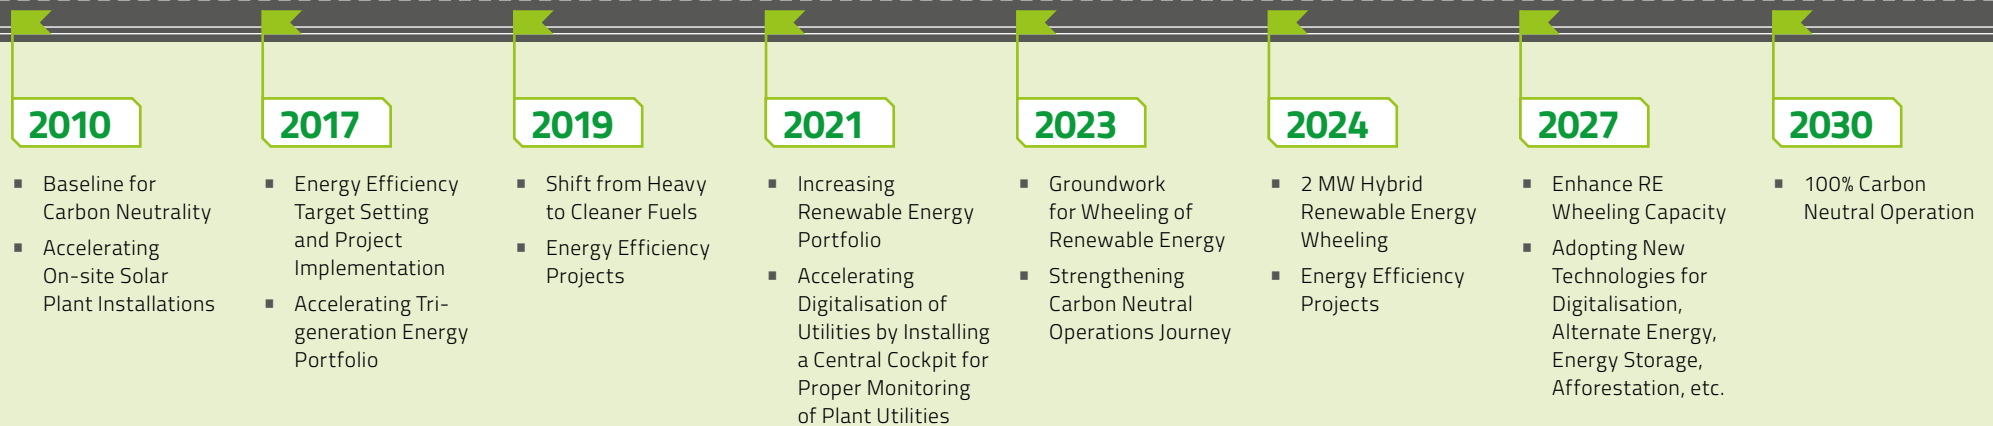 2010
Baseline for
Carbon Neutrality
Accelerating
On-site Solar
Plant Installations
2017
Energy Efficiency
Target Setting
and Project
Implementation
Accelerating Tri-
generation Energy
Portfolio
2019
Shift from Heavy
to Cleaner Fuels
Energy Efficiency
Projects
2021
Increasing
Renewable Energy
Portfolio
Accelerating
Digitalisation of
Utilities by Installing
a Central Cockpit for
Proper Monitoring
of Plant Utilities
2023
Groundwork
for Wheeling of
Renewable Energy
Strengthening
Carbon Neutral
Operations Journey
2024
2 MW Hybrid
Renewable Energy
Wheeling
Energy Efficiency
Projects
2027
Enhance RE
Wheeling Capacity
Adopting New
Technologies for
Digitalisation,
Alternate Energy,
Energy Storage,
Afforestation, etc.
2030
100% Carbon
Neutral Operation